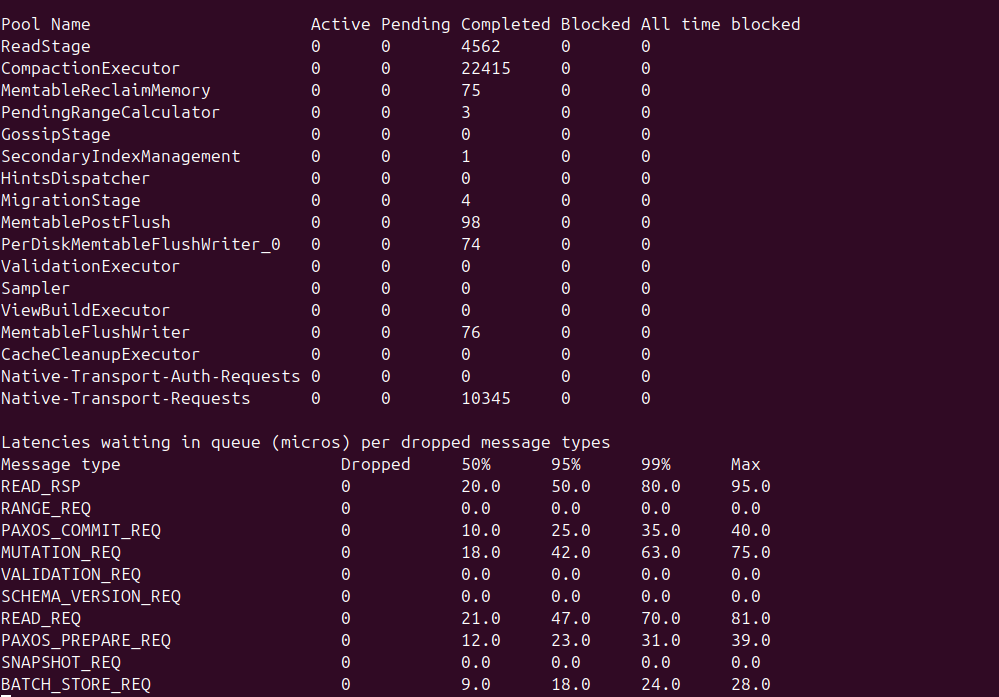 Pool Name Active Pending Completed Blocked All time blocked
ReadStage 0 0 4562 0 0
CompactionExecutor 0 0 22415 0 0
MemtableReclaimMemory 0 0 75 0 0
PendingRangeCalculator 0 0 3 0 0
GossipStage 0 0 0 0 0
SecondaryIndexManagement 0 0 1 0 0
HintsDispatcher 0 0 0 0 0
MigrationStage 0 0 4 0 0
MemtablePostFlush 0 0 98 0 0
PerDiskMemtableFlushWriter_0 0 0 74 0 0
ValidationExecutor 0 0 0 0 0
Sampler 0 0 0 0 0
ViewBuildExecutor 0 0 0 0 0
MemtableFlushWriter 0 0 76 0 0
CacheCleanupExecutor 0 0 0 0 0
Native-Transport-Auth-Requests 0 0 0 0 0
Native-Transport-Requests 0 0 10345 0 0
Latencies waiting in queue (micros) per dropped message types
Message type Dropped 50% 95% 99% Max
READ_RSP 0 20.0 50.0 80.0 95.0
RANGE_REQ 0 0.0 0.0 0.0 0.0
PAXOS_COMMIT_REQ 0 10.0 25.0 35.0 40.0
MUTATION_REQ 0 18.0 42.0 63.0 75.0
VALIDATION_REQ 0 0.0 0.0 0.0 0.0
SCHEMA_VERSION_REQ 0 0.0 0.0 0.0 0.0
READ_REQ 0 21.0 47.0 70.0 81.0
PAXOS_PREPARE_REQ 0 12.0 23.0 31.0 39.0
SNAPSHOT_REQ 0 0.0 0.0 0.0 0.0
BATCH_STORE_REQ 0 9.0 18.0 24.0 28.0